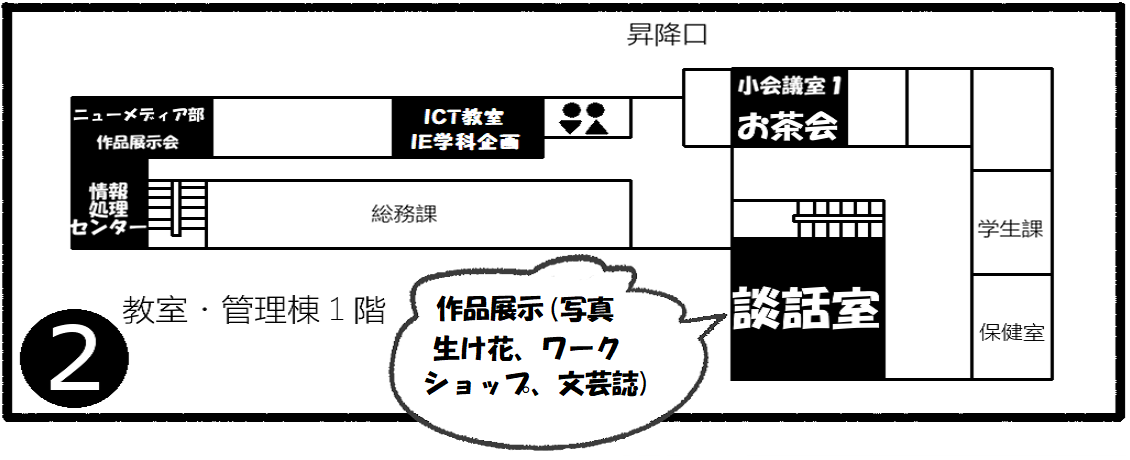 昇降口
ニューメディア部
作品展示会
ICT教室
IE学科企画
小会議室1
お茶会
情報
処理
センター
総務課
学生課
談話室
保健室
教室・管理棟1階
2
作品展示(写真
生け花、ワーク
ショップ、文芸誌)